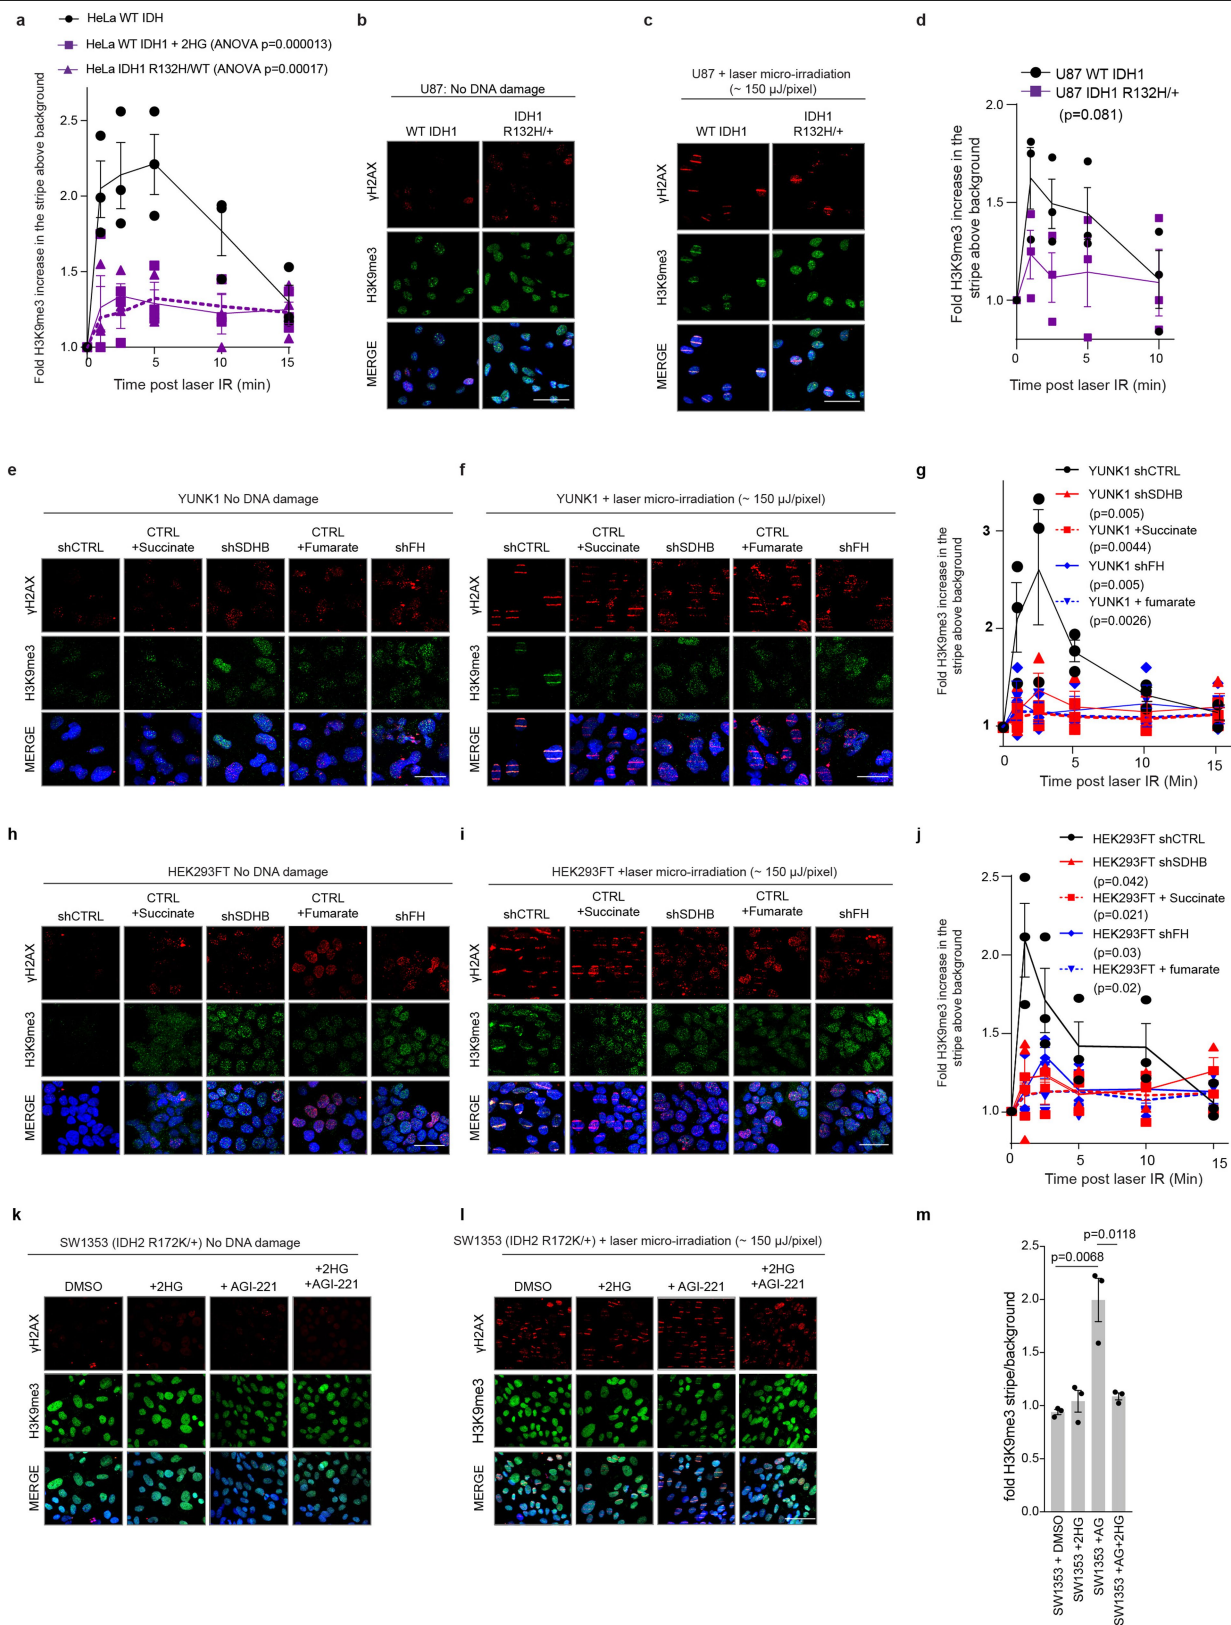 a
HeLa WT IDH
HeLa WT IDH1 + 2HG (ANOVA p=0.000013)
HeLa IDH1 R132H/WT (ANOVA p=0.00017)
Fold H3K9me3 increase in the stripe above background
2.5
2.0
1.5
1.0
0
5
10
15
Time post laser IR (min)
b
U87: No DNA damage
WT IDH1
IDH1
R132H/+
γH2AX
H3K9me3
MERGE
c
U87 + laser micro-irradiation
(~ 150 µJ/pixel)
WT IDH1
IDH1
R132H/+
γH2AX
H3K9me3
MERGE
d
U87 WT IDH1
U87 IDH1 R132H/+
(p=0.081)
Fold H3K9me3 increase in the
stripe above background
2.0
1.5
1.0
0
5
10
Time post laser IR (min)
e
YUNK1 No DNA damage
shCTRL
CTRL
+Succinate
shSDHB
CTRL
+Fumarate
shFH
γH2AX
H3K9me3
MERGE
f
YUNK1 + laser micro-irradiation (~ 150 µJ/pixel)
shCTRL
CTRL
+Succinate
shSDHB
CTRL
+Fumarate
shFH
γH2AX
H3K9me3
MERGE
g
YUNK1 shCTRL
YUNK1 shSDHB
(p=0.005)
YUNK1 +Succinate
(p=0.0044)
YUNK1 shFH
(p=0.005)
YUNK1 + fumarate
(p=0.0026)
Fold H3K9me3 increase in the
stripe above background
3
2
1
0
5
10
15
Time post laser IR (Min)
h
HEK293FT No DNA damage
shCTRL
CTRL
+Succinate
shSDHB
CTRL
+Fumarate
shFH
γH2AX
H3K9me3
MERGE
i
HEK293FT +laser micro-irradiation (~ 150 µJ/pixel)
shCTRL
CTRL
+Succinate
shSDHB
CTRL
+Fumarate
shFH
γH2AX
H3K9me3
MERGE
j
HEK293FT shCTRL
HEK293FT shSDHB
(p=0.042)
HEK293FT + Succinate
(p=0.021)
HEK293FT shFH
(p=0.03)
HEK293FT + fumarate
(p=0.02)
Fold H3K9me3 increase in the
stripe above background
2.5
2.0
1.5
1.0
0
5
10
15
Time post laser IR (Min)
k
SW1353 (IDH2 R172K/+) No DNA damage
DMSO
+2HG
+ AGI-221
+2HG
+AGI-221
γH2AX
H3K9me3
MERGE
l
SW1353 (IDH2 R172K/+) + laser micro-irradiation (~ 150 µJ/pixel)
DMSO
+2HG
+ AGI-221
+2HG
+AGI-221
γH2AX
H3K9me3
MERGE
m
p=0.0118
p=0.0068
fold H3K9me3 stripe/background
2.5
2.0
1.5
1.0
0.5
0.0
SW1353 + DMSO
SW1353 +2HG
SW1353 +AG
SW1353 +AG+2HG